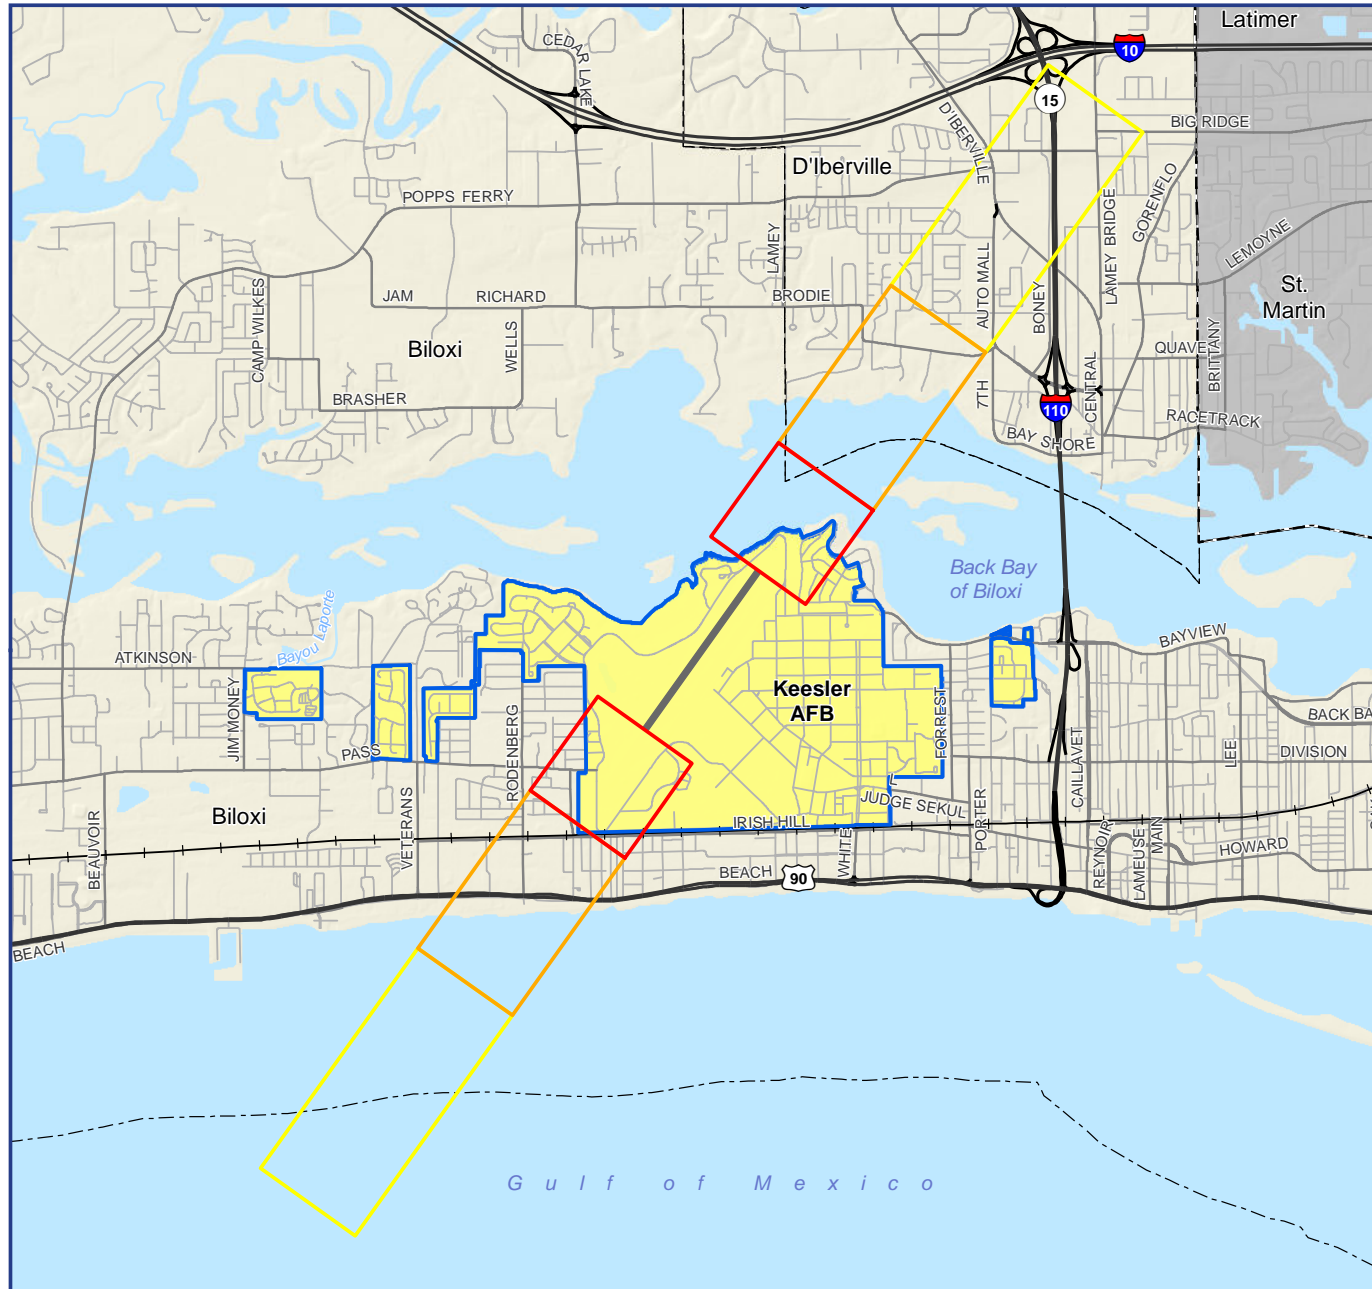 Latimer
10
CEDAR LAKE
15
D'IBERVILLE
BIG RIDGE
D'Iberville
POPPS FERRY
LAMEY
LAMEY BRIDGE
GORENFLO
LEMOYNE
CAMP WILKES
JAM
RICHARD
BRODIE
AUTO MALL
BONEY
St.
Martin
Biloxi
WELLS
QUAVE
BRITTANY
BRASHER
7TH
110
CENTRAL
RACETRACK
BAY SHORE
Back Bay
of Biloxi
Bayou Laporte
ATKINSON
BAYVIEW
JIM MONEY
Keesler
AFB
RODENBERG
FORREST
BACK BA
PASS
CAILLAVET
LEE
DIVISION
Biloxi
BEAUVOIR
VETERANS
L
JUDGE SEKUL
PORTER
IRISH HILL
WHITE
REYNOIR
LAMEUSE
MAIN
HOWARD
BEACH
90
BEACH
Gulf of Mexico